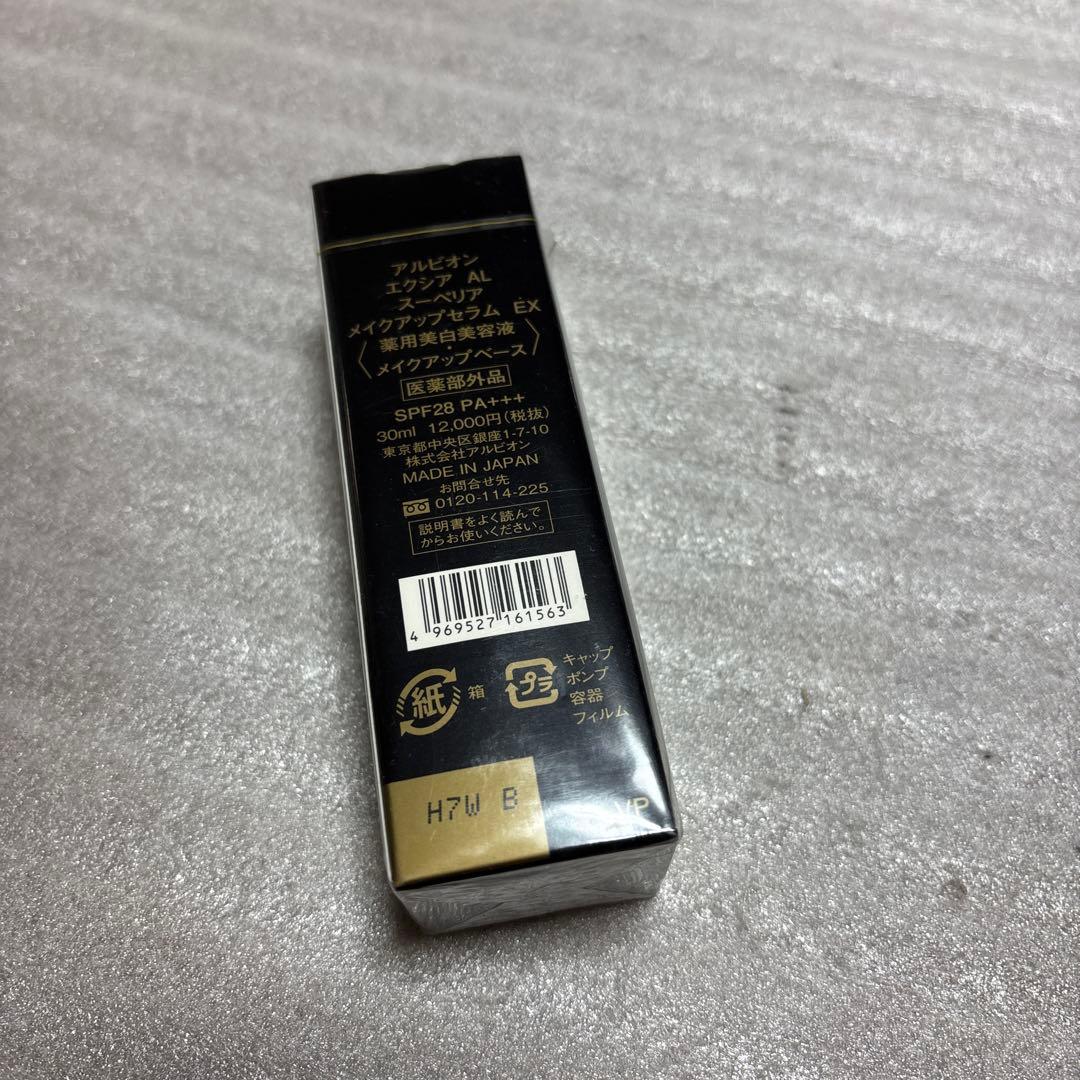 アルビオン
エクシア AL
スーペリア
メイクアップセラム EX
〈薬用美白美容液・メイクアップベース〉
医薬部外品
SPF28 PA+++
30ml 12,000円(税抜)
東京都中央区銀座1-7-10
株式会社アルビオン
MADE IN JAPAN
お問合せ先
0120-114-225
説明書をよく読んで
からお使いください。
4 969527 161563
紙 箱
プラ
キャップ
ポンプ
容器
フィルム
H7W B
VP